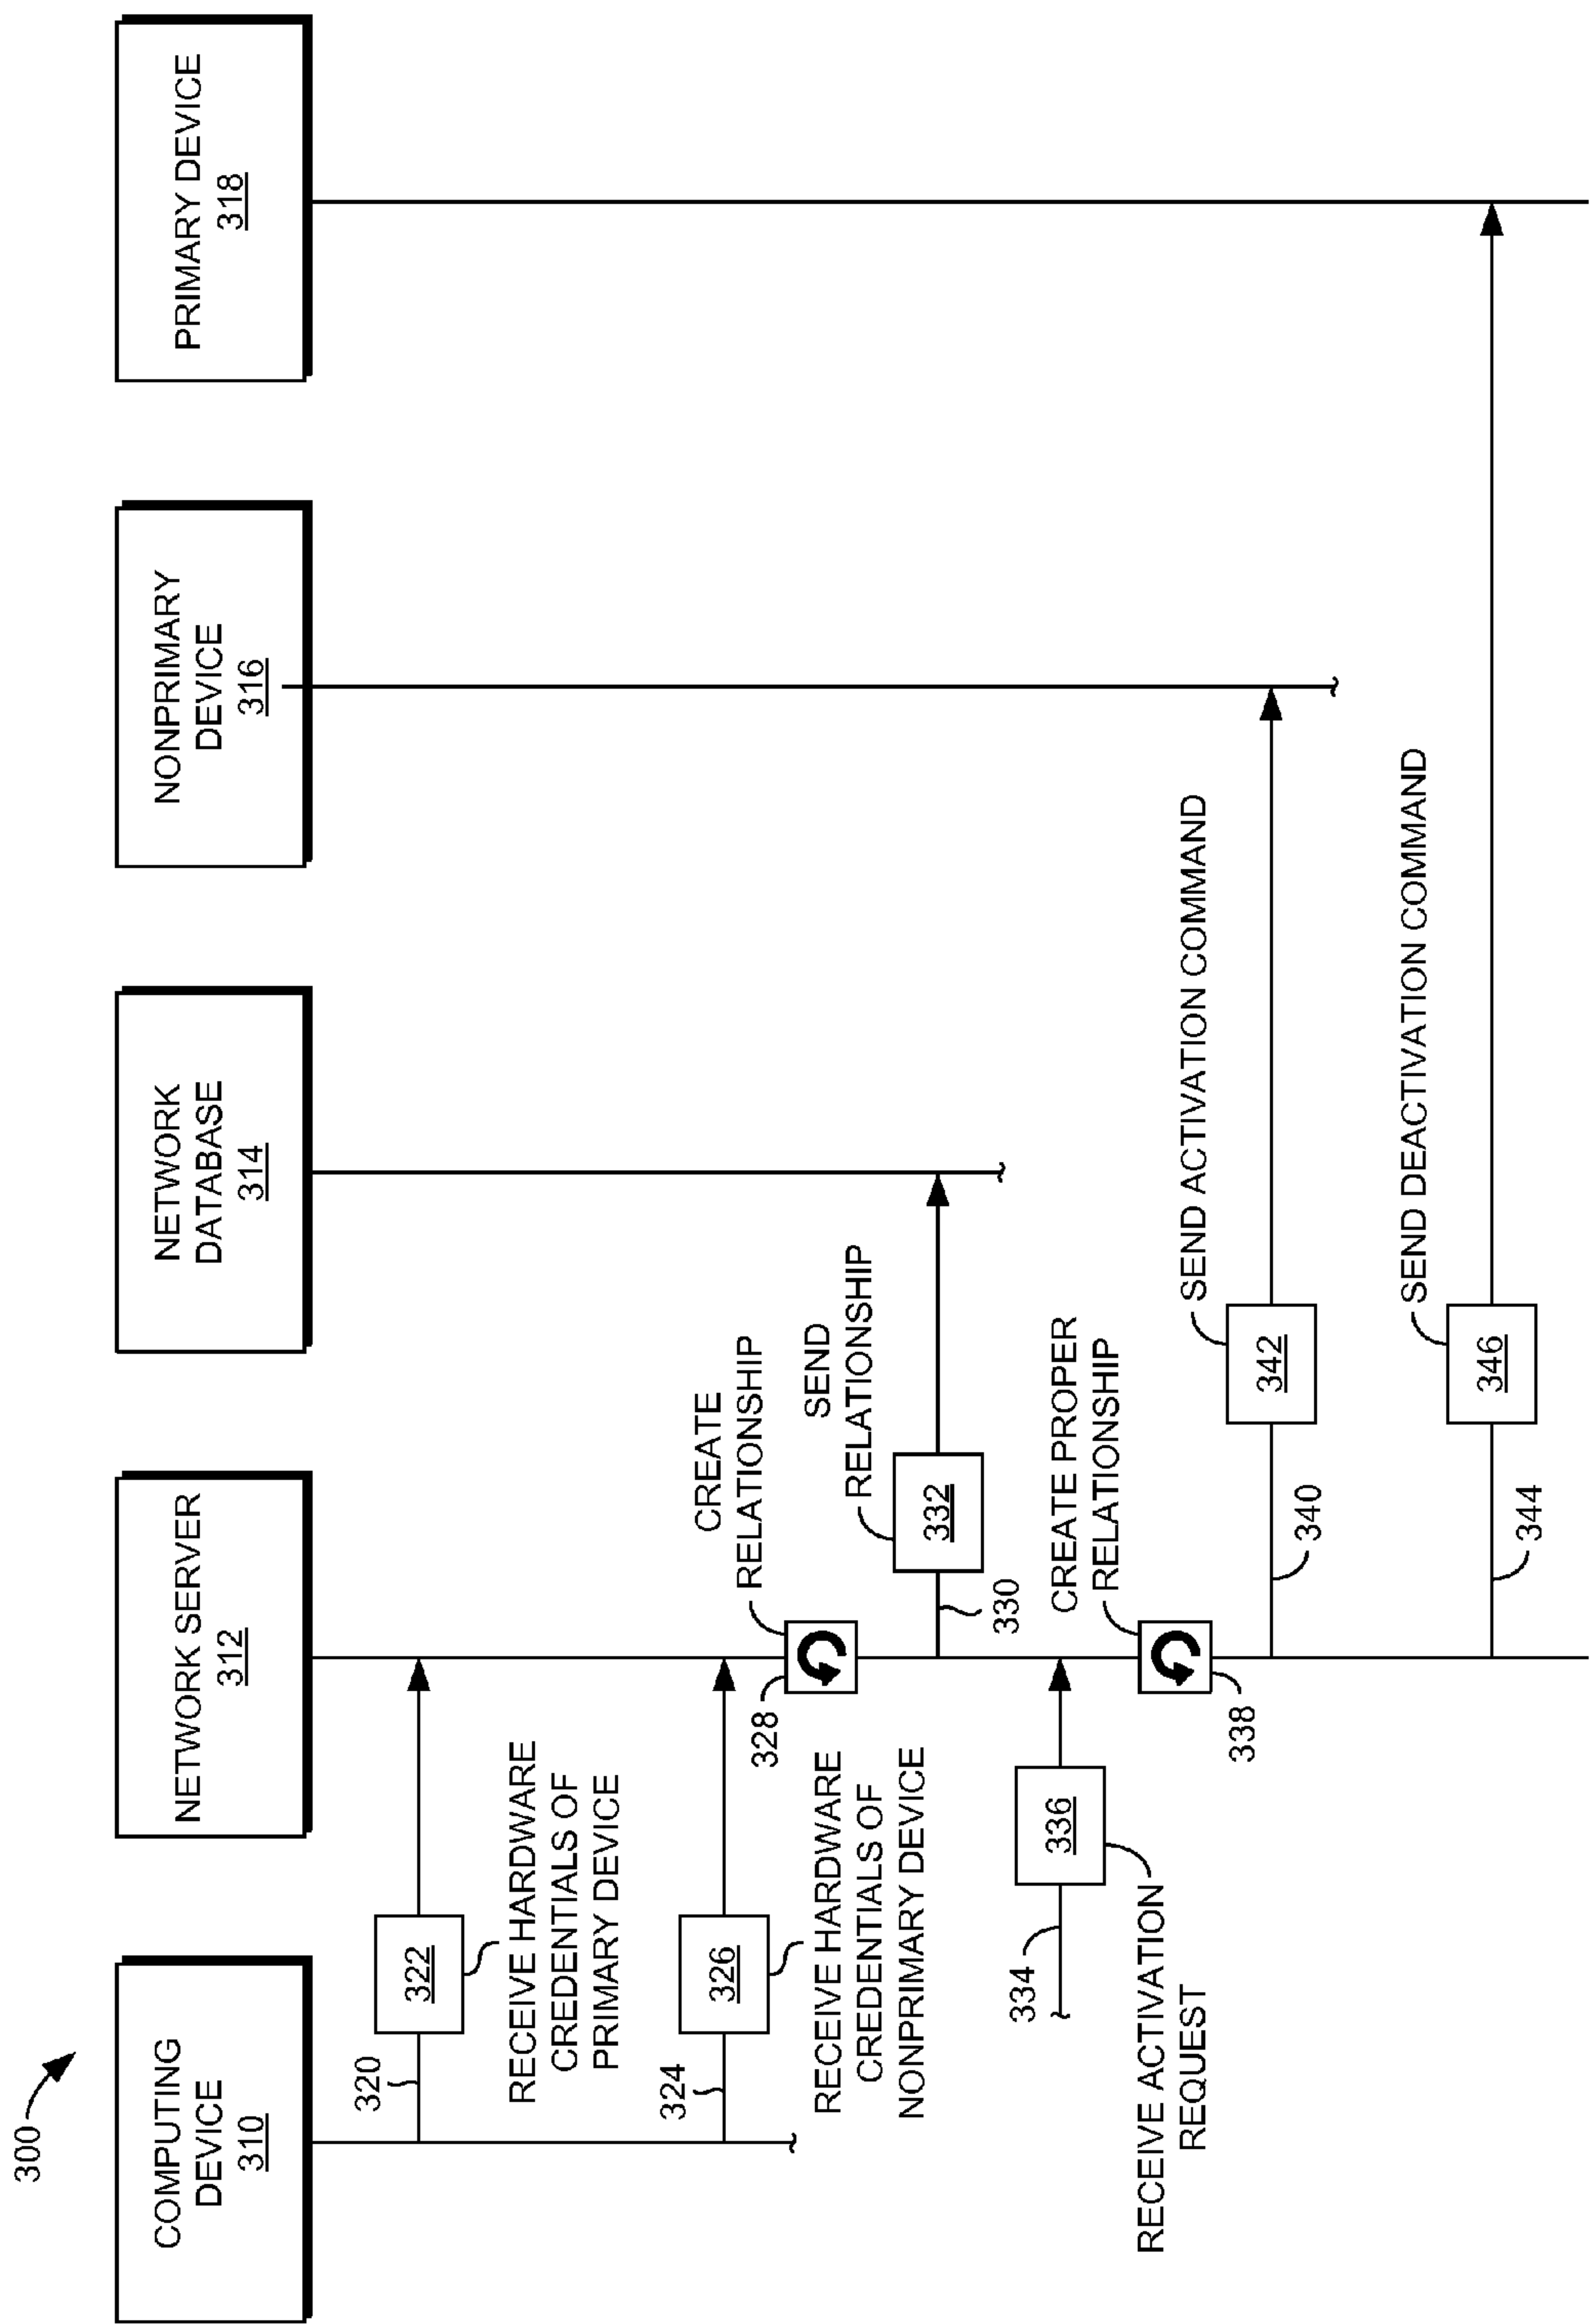 300
COMPUTING
DEVICE
310
NETWORK SERVER
312
NETWORK
DATABASE
314
NONPRIMARY
DEVICE
316
PRIMARY DEVICE
318
320
322
RECEIVE HARDWARE
CREDENTIALS OF
PRIMARY DEVICE
324
326
RECEIVE HARDWARE
CREDENTIALS OF
NONPRIMARY DEVICE
328
CREATE
RELATIONSHIP
330
332
SEND
RELATIONSHIP
334
336
RECEIVE ACTIVATION
REQUEST
338
CREATE PROPER
RELATIONSHIP
340
342
SEND ACTIVATION COMMAND
344
346
SEND DEACTIVATION COMMAND